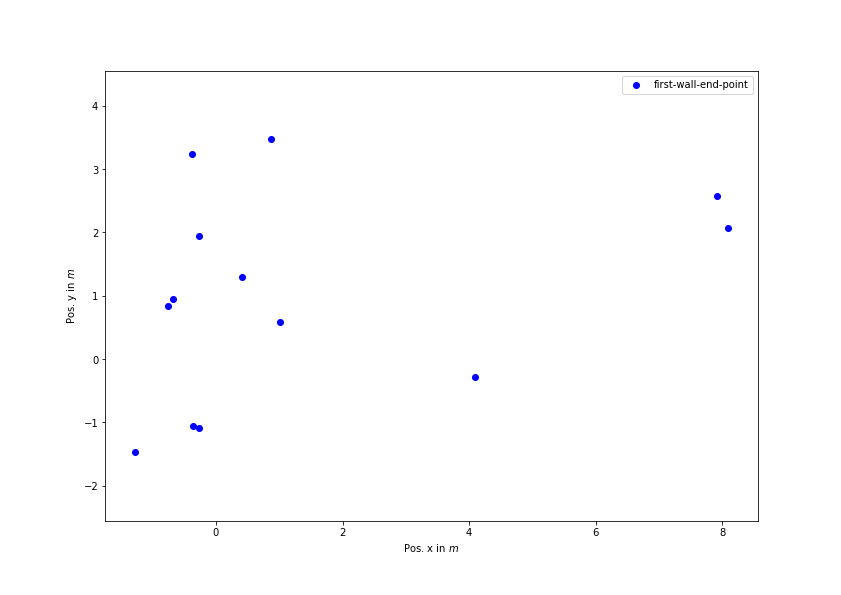 first-wall-end-point
4
3
2
1
0
−1
−2
Pos. y in m
0 2 4 6 8
Pos. x in m